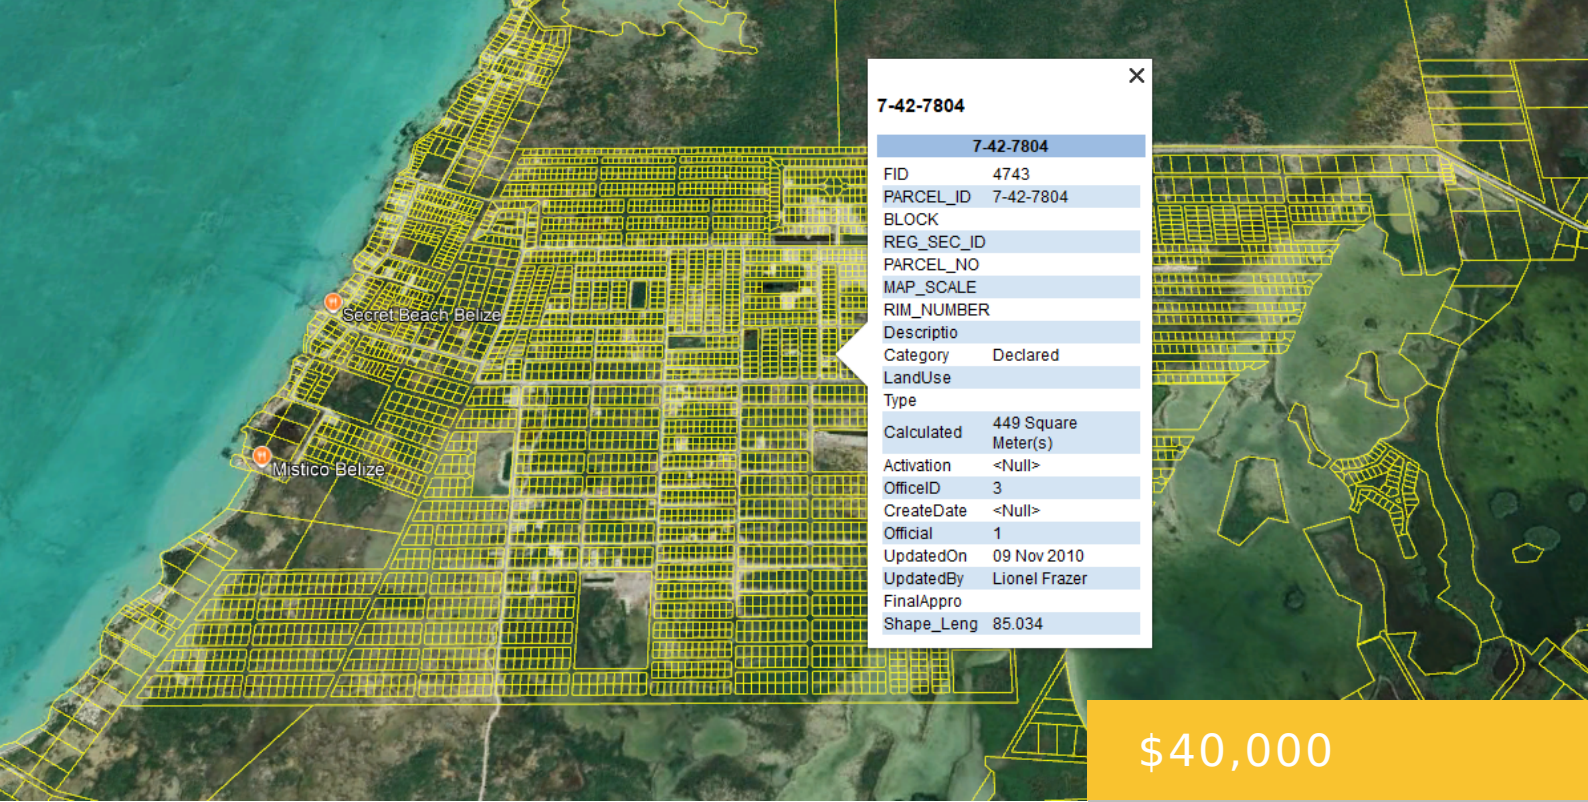 7-42-7804
7-42-7804
FID 4743
PARCEL_ID 7-42-7804
BLOCK
REG_SEC_ID
PARCEL_NO
MAP_SCALE
RIM_NUMBER
Descriptio
Category Declared
LandUse
Type
Calculated 449 Square
Meter(s)
Activation <Null>
OfficeID 3
CreateDate <Null>
Official 1
UpdatedOn 09 Nov 2010
UpdatedBy Lionel Frazer
FinalAppro
Shape_Leng 85.034
Secret Beach Belize
Mistico Belize
$40,000